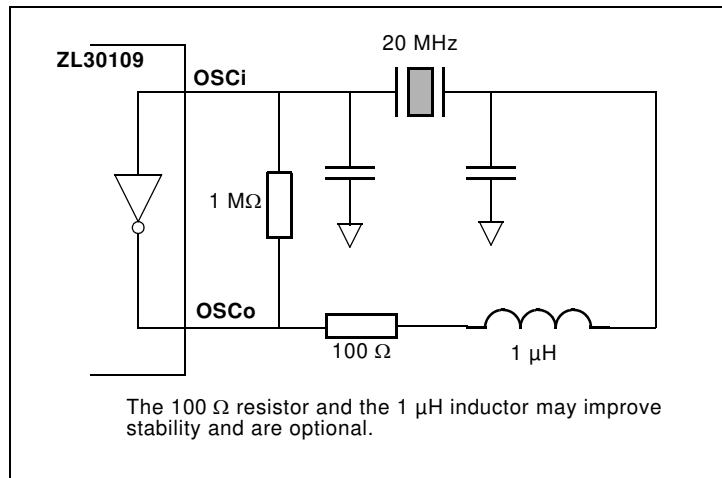 20 MHz
ZL30109
OSCi
1 MΩ
OSCo
100 Ω
1 µH
The 100 Ω resistor and the 1 µH inductor may improve
stability and are optional.